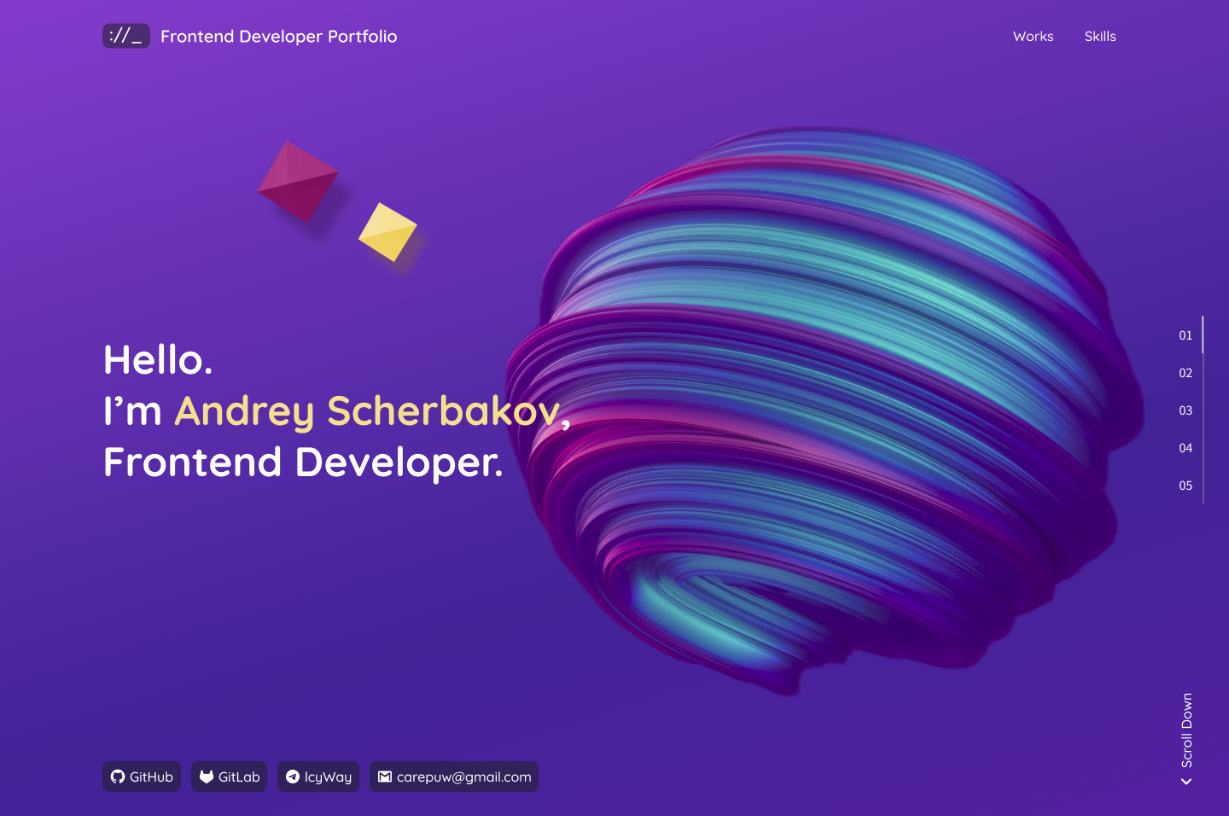 ://_ Frontend Developer Portfolio
Works Skills
Hello.
I’m Andrey Scherbakov,
Frontend Developer.
01
02
03
04
05
Scroll Down
GitHub GitLab IcyWay carepuw@gmail.com